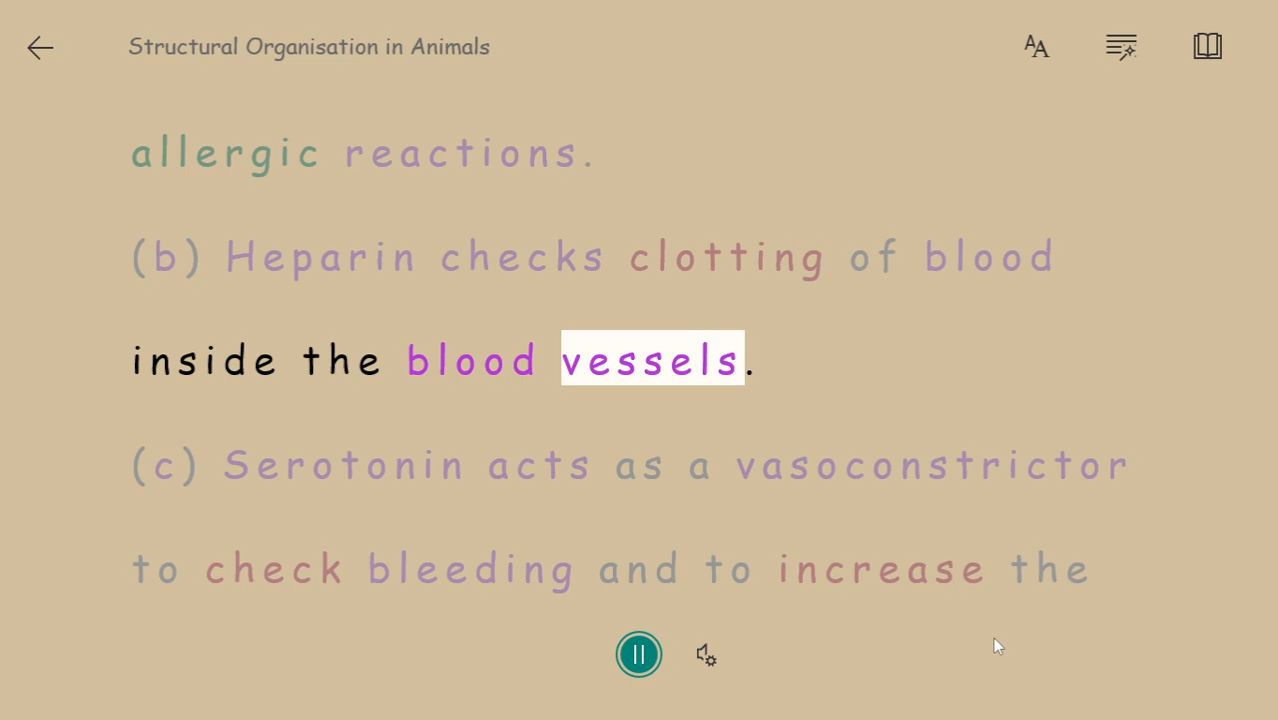 Structural Organisation in Animals
allergic reactions.
(b) Heparin checks clotting of blood
inside the blood vessels.
(c) Serotonin acts as a vasoconstrictor
to check bleeding and to increase the